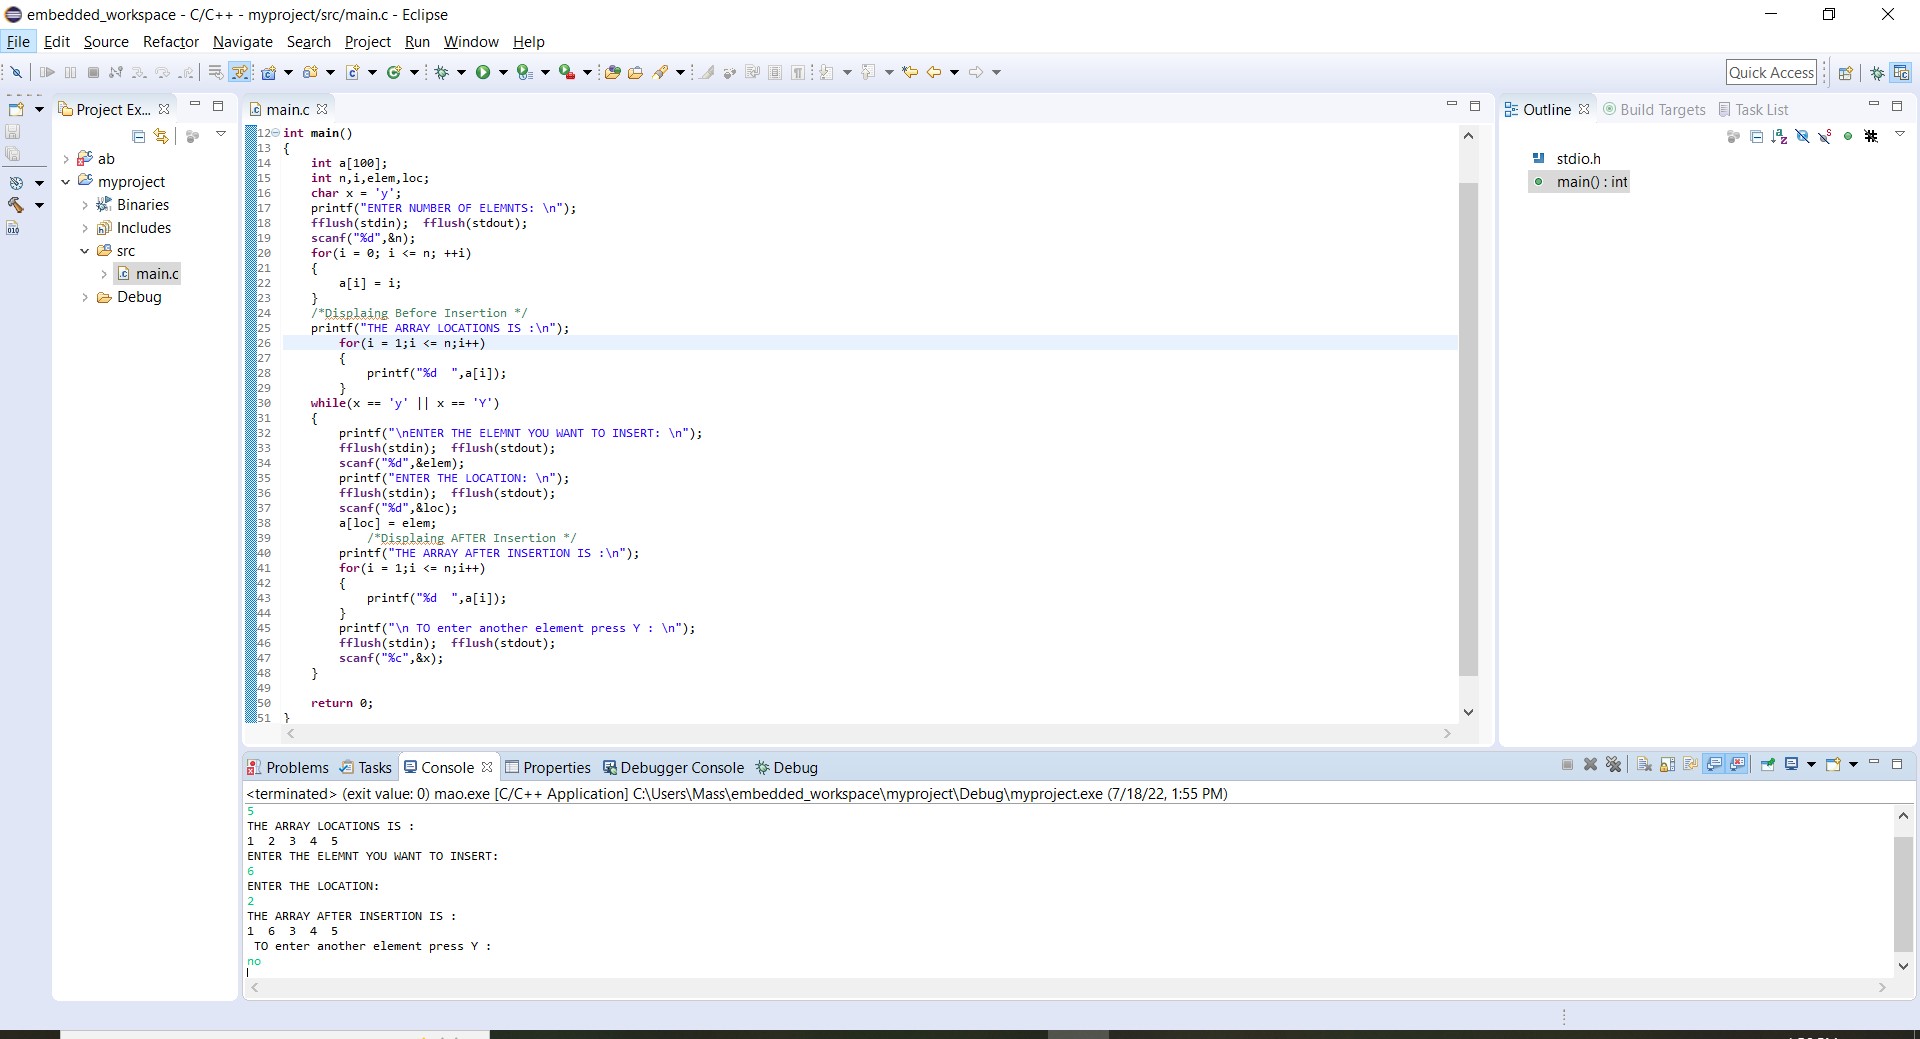 embedded_workspace - C/C++ - myproject/src/main.c - Eclipse
File Edit Source Refactor Navigate Search Project Run Window Help
Quick Access
Project Ex...
ab
myproject
Binaries
Includes
src
main.c
Debug
main.c
12 int main()
13 {
14 int a[100];
15 int n,i,elem,loc;
16 char x = 'y';
17 printf("ENTER NUMBER OF ELEMNTS: \n");
18 fflush(stdin); fflush(stdout);
19 scanf("%d",&n);
20 for(i = 0; i <= n; ++i)
21 {
22 a[i] = i;
23 }
24 /*Displaing Before Insertion */
25 printf("THE ARRAY LOCATIONS IS :\n");
26 for(i = 1;i <= n;i++)
27 {
28 printf("%d  ",a[i]);
29 }
30 while(x == 'y' || x == 'Y')
31 {
32 printf("\nENTER THE ELEMNT YOU WANT TO INSERT: \n");
33 fflush(stdin); fflush(stdout);
34 scanf("%d",&elem);
35 printf("ENTER THE LOCATION: \n");
36 fflush(stdin); fflush(stdout);
37 scanf("%d",&loc);
38 a[loc] = elem;
39 /*Displaing AFTER Insertion */
40 printf("THE ARRAY AFTER INSERTION IS :\n");
41 for(i = 1;i <= n;i++)
42 {
43 printf("%d  ",a[i]);
44 }
45 printf("\n TO enter another element press Y : \n");
46 fflush(stdin); fflush(stdout);
47 scanf("%c",&x);
48 }
49
50 return 0;
51 }
Outline Build Targets Task List
stdio.h
main() : int
Problems Tasks Console Properties Debugger Console Debug
<terminated> (exit value: 0) mao.exe [C/C++ Application] C:\Users\Mass\embedded_workspace\myproject\Debug\myproject.exe (7/18/22, 1:55 PM)
5
THE ARRAY LOCATIONS IS :
1 2 3 4 5
ENTER THE ELEMNT YOU WANT TO INSERT:
6
ENTER THE LOCATION:
2
THE ARRAY AFTER INSERTION IS :
1 6 3 4 5
TO enter another element press Y :
no